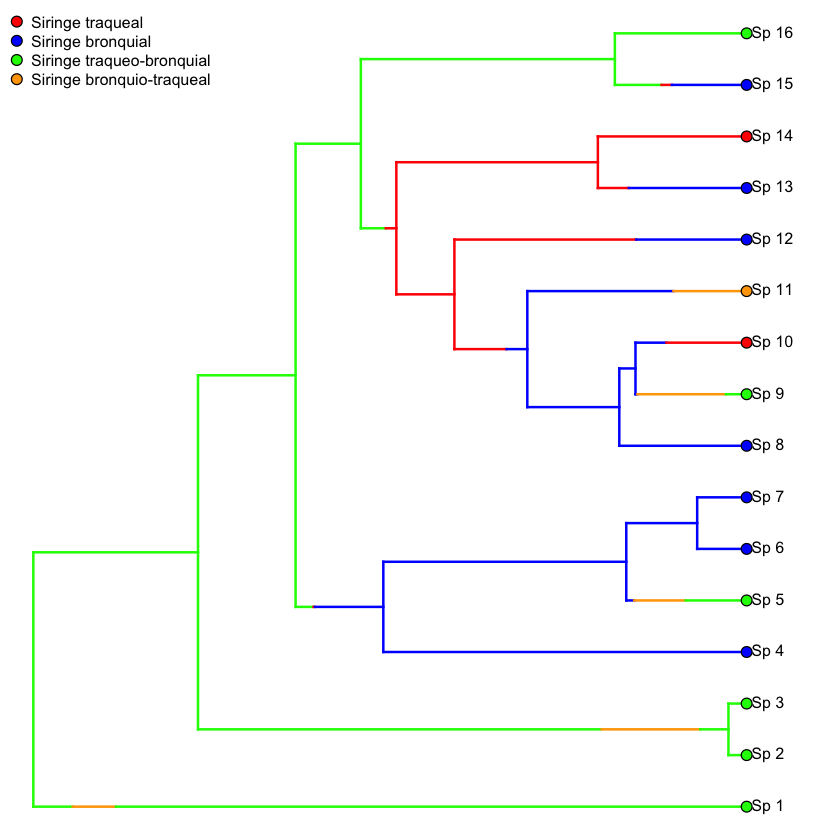 Siringe traqueal
Siringe bronquial
Siringe traqueo-bronquial
Siringe bronquio-traqueal
Sp 16
Sp 15
Sp 14
Sp 13
Sp 12
Sp 11
Sp 10
Sp 9
Sp 8
Sp 7
Sp 6
Sp 5
Sp 4
Sp 3
Sp 2
Sp 1